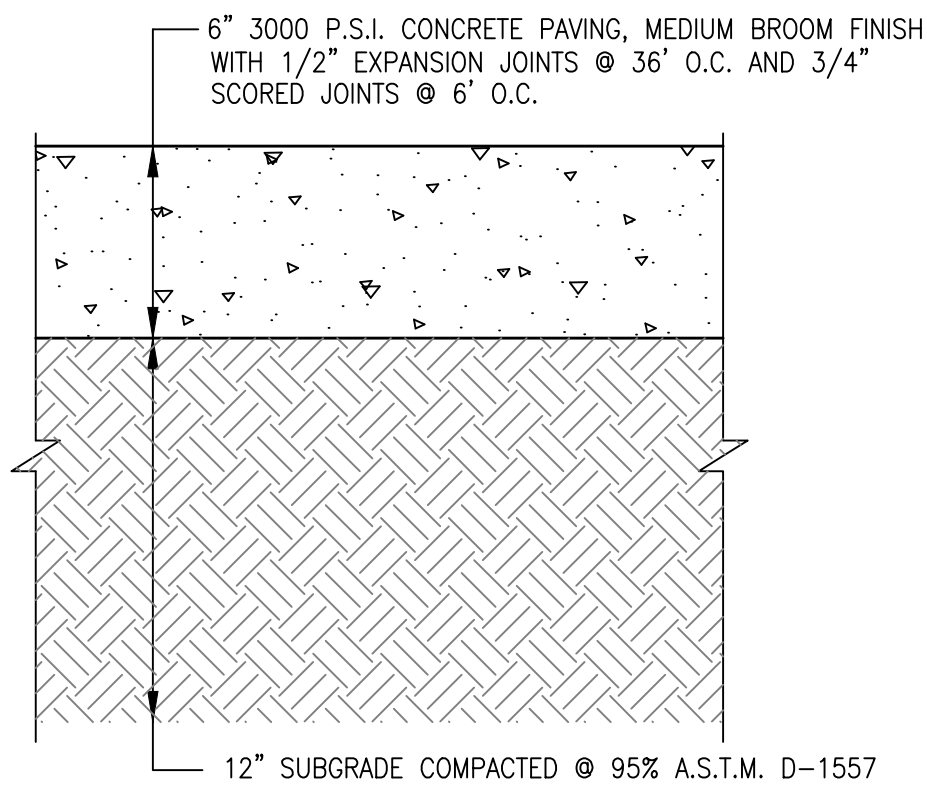 6" 3000 P.S.I. CONCRETE PAVING, MEDIUM BROOM FINISH
WITH 1/2" EXPANSION JOINTS @ 36' O.C. AND 3/4"
SCORED JOINTS @ 6' O.C.
12" SUBGRADE COMPACTED @ 95% A.S.T.M. D-1557